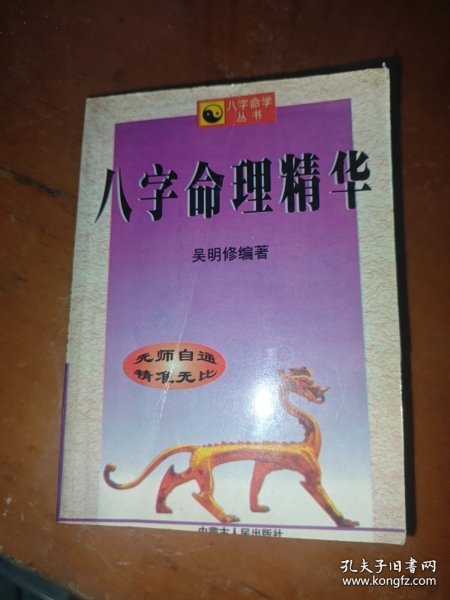 八字命学
丛书
八字命理精华
吴明修编著
无师自通
精准无比
内蒙古人民出版社
孔夫子旧书网
www.kongfz.com